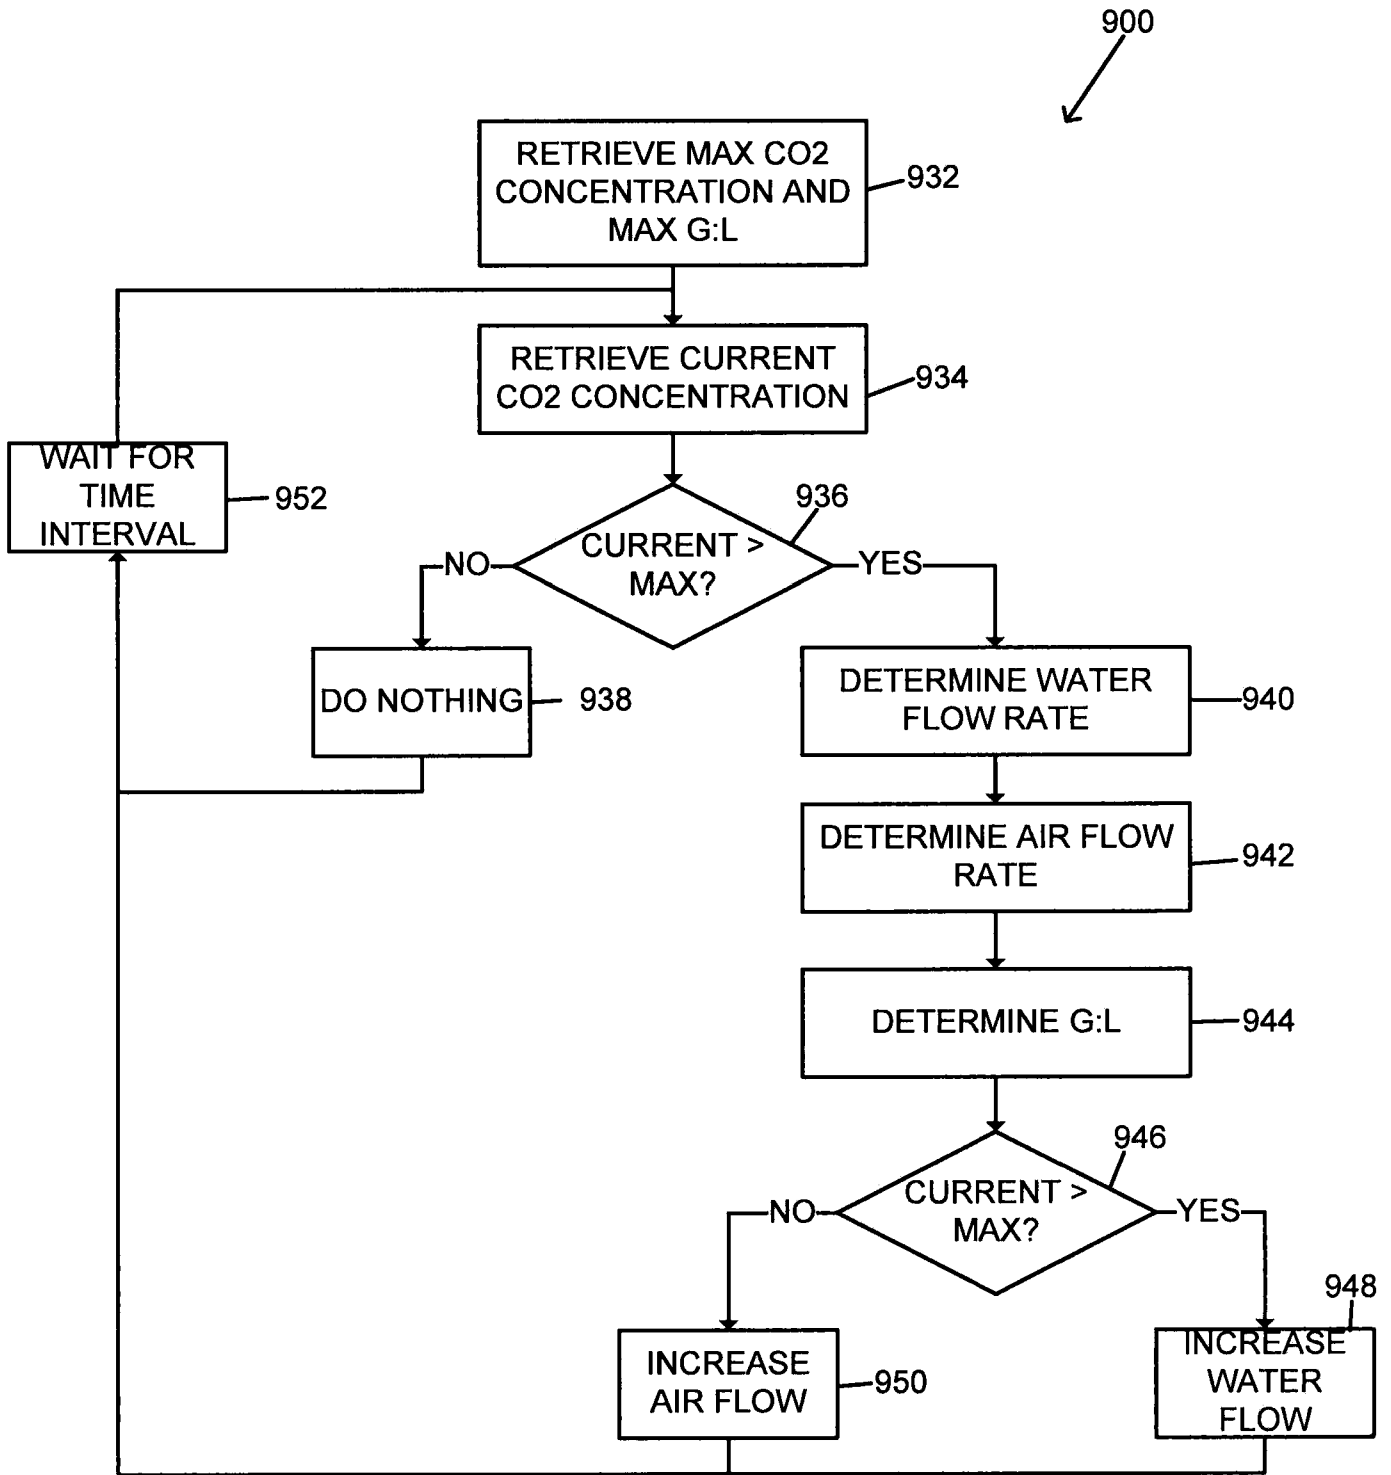 900
RETRIEVE MAX CO2
CONCENTRATION AND
MAX G:L
932
RETRIEVE CURRENT
CO2 CONCENTRATION
934
WAIT FOR
TIME
INTERVAL
952
936
CURRENT >
MAX?
NO
YES
DO NOTHING
938
DETERMINE WATER
FLOW RATE
940
DETERMINE AIR FLOW
RATE
942
DETERMINE G:L
944
946
CURRENT >
MAX?
NO
YES
948
INCREASE
AIR FLOW
950
INCREASE
WATER
FLOW